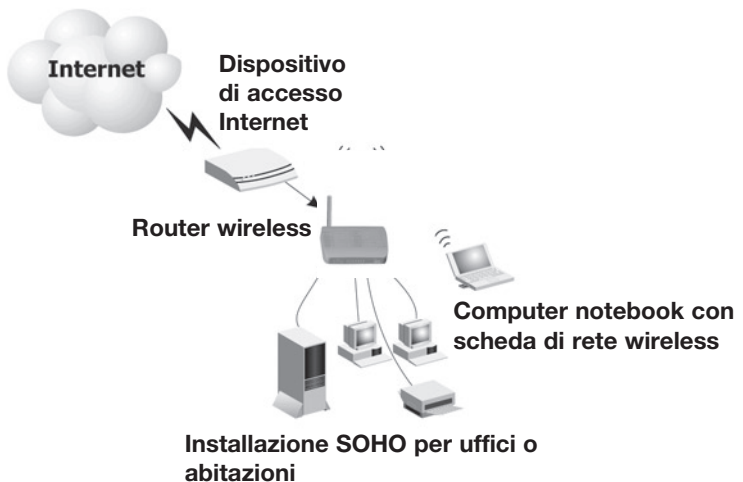 Internet
Dispositivo
di accesso
Internet
Router wireless
Computer notebook con
scheda di rete wireless
Installazione SOHO per uffici o
abitazioni